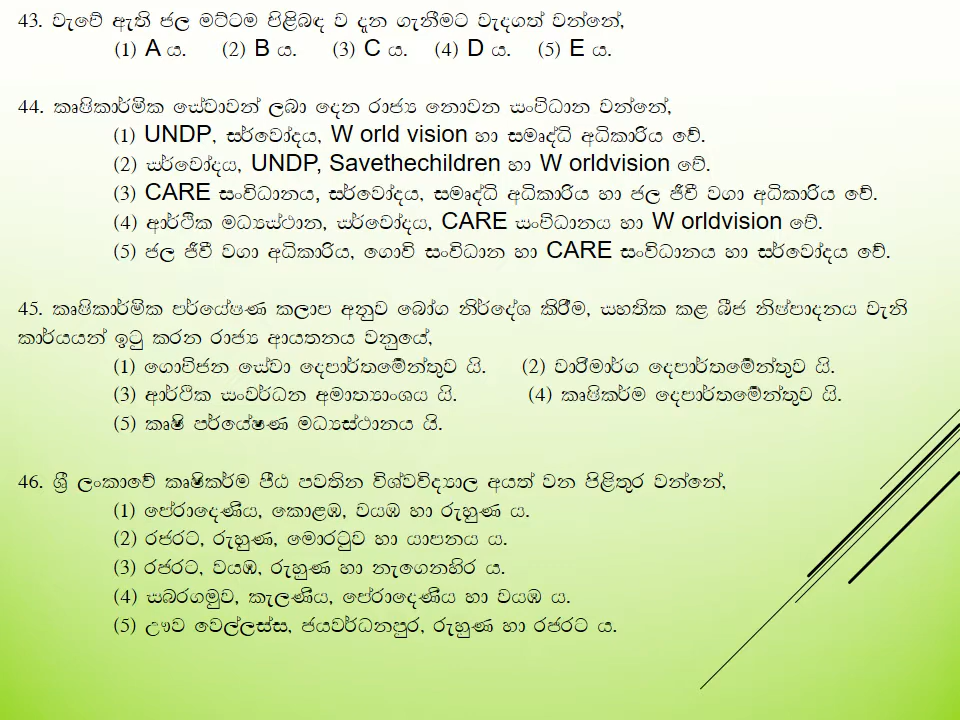 43. වැවේ ඇති ජල මට්ටම පිළිබඳ ව දැන ගැනීමට වැදගත් වන්නේ,
(1) A ය. (2) B ය. (3) C ය. (4) D ය. (5) E ය.
44. කෘෂිකාර්මික සේවාවන් ලබා දෙන රාජ්‍ය නොවන සංවිධාන වන්නේ,
(1) UNDP, සර්වෝදය, W orld vision හා සමෘද්ධි අධිකාරිය වේ.
(2) සර්වෝදය, UNDP, Savethechildren හා W orldvision වේ.
(3) CARE සංවිධානය, සර්වෝදය, සමෘද්ධි අධිකාරිය හා ජල ජීවී වගා අධිකාරිය වේ.
(4) ආර්ථික මධ්‍යස්ථාන, සර්වෝදය, CARE සංවිධානය හා W orldvision වේ.
(5) ජල ජීවී වගා අධිකාරිය, ගොවි සංවිධාන හා CARE සංවිධානය හා සර්වෝදය වේ.
45. කෘෂිකාර්මික පර්යේෂණ කලාප අනුව බෝග නිර්දේශ කිරීම, සහතික කළ බීජ නිෂ්පාදනය වැනි
කාර්යයන් ඉටු කරන රාජ්‍ය ආයතනය වනුයේ,
(1) ගොවිජන සේවා දෙපාර්තමේන්තුව යි. (2) වාරිමාර්ග දෙපාර්තමේන්තුව යි.
(3) ආර්ථික සංවර්ධන අමාත්‍යාංශය යි. (4) කෘෂිකර්ම දෙපාර්තමේන්තුව යි.
(5) කෘෂි පර්යේෂණ මධ්‍යස්ථානය යි.
46. ශ්‍රී ලංකාවේ කෘෂිකර්ම පීඨ පවතින විශ්වවිද්‍යාල අයත් වන පිළිතුර වන්නේ,
(1) පේරාදෙණිය, කොළඹ, වයඹ හා රුහුණ ය.
(2) රජරට, රුහුණ, මොරටුව හා යාපනය ය.
(3) රජරට, වයඹ, රුහුණ හා නැගෙනහිර ය.
(4) සබරගමුව, කැලණිය, පේරාදෙණිය හා වයඹ ය.
(5) ඌව වෙල්ලස්ස, ජයවර්ධනපුර, රුහුණ හා රජරට ය.